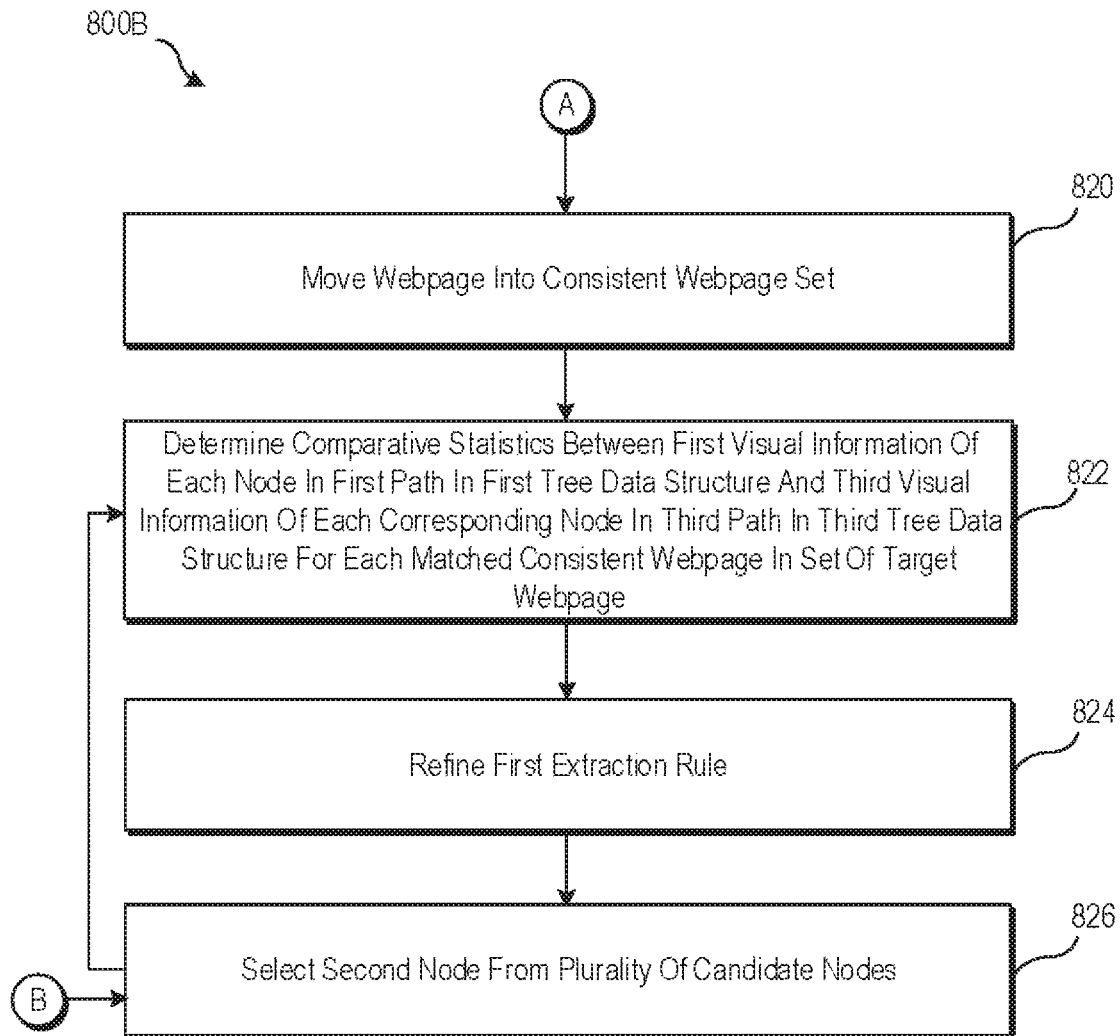 800B
A
820
Move Webpage Into Consistent Webpage Set
Determine Comparative Statistics Between First Visual Information Of
Each Node In First Path In First Tree Data Structure And Third Visual
Information Of Each Corresponding Node In Third Path In Third Tree Data
Structure For Each Matched Consistent Webpage In Set Of Target
Webpage
822
824
Refine First Extraction Rule
826
Select Second Node From Plurality Of Candidate Nodes
B